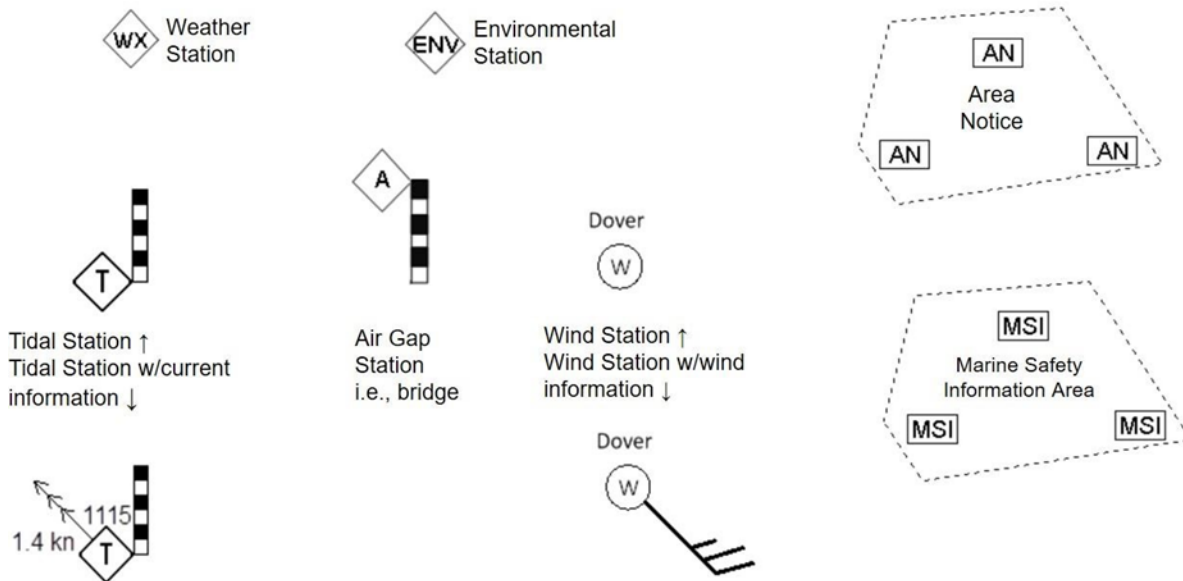 WX
Weather
Station
ENV
Environmental
Station
AN
Area
Notice
AN
AN
T
Tidal Station ↑
Tidal Station w/current
information ↓
A
Air Gap
Station
i.e., bridge
Dover
W
Wind Station ↑
Wind Station w/wind
information ↓
MSI
Marine Safety
Information Area
MSI
MSI
1115
1.4 kn
T
Dover
W